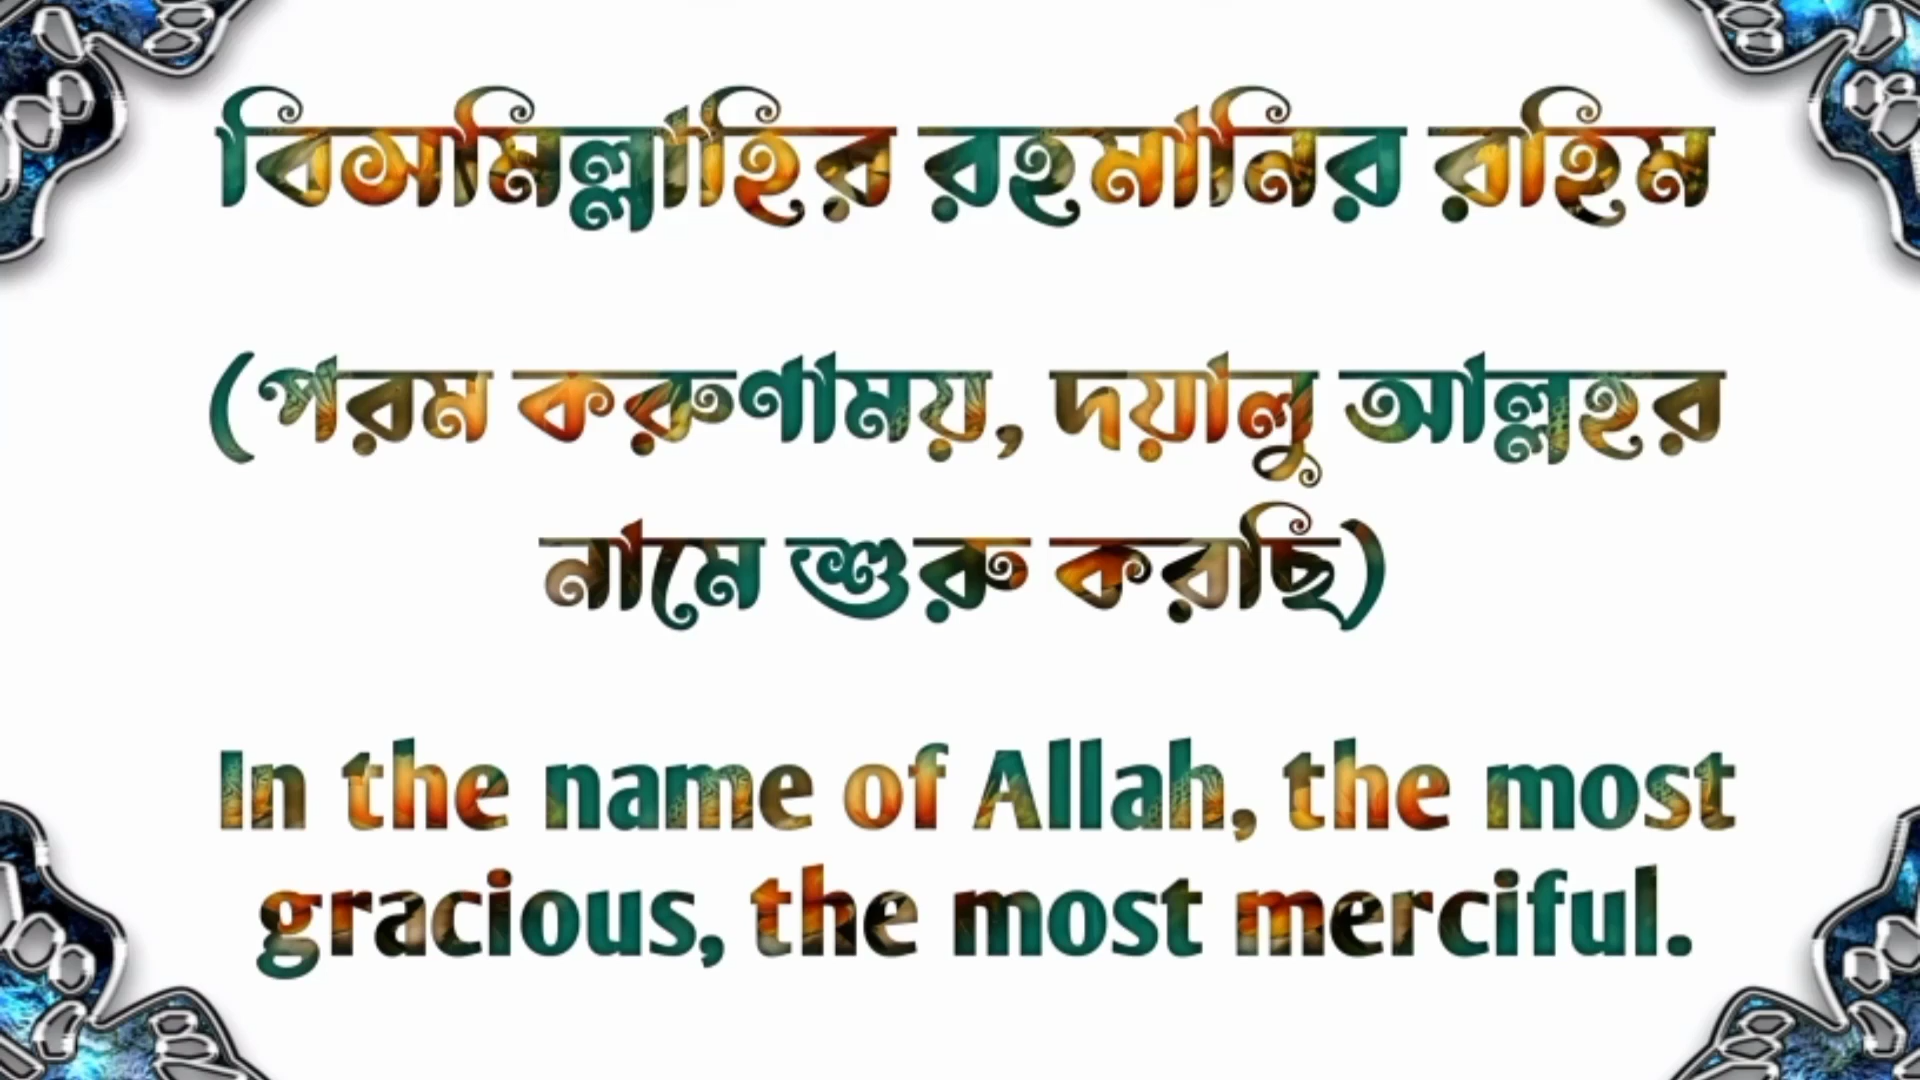 বিসমিল্লাহির রহমানির রহিম
(পরম করুণাময়, দয়ালু আল্লহর
নামে শুরু করছি)
In the name of Allah, the most
gracious, the most merciful.